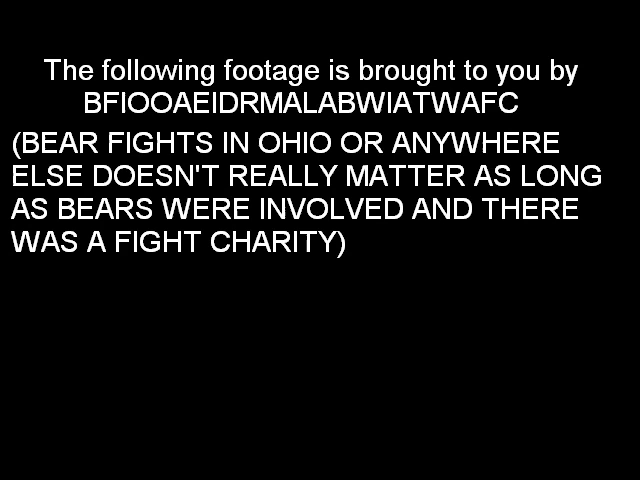 The following footage is brought to you by
BFIOOAEIDRMALABWIATWAFC
(BEAR FIGHTS IN OHIO OR ANYWHERE
ELSE DOESN'T REALLY MATTER AS LONG
AS BEARS WERE INVOLVED AND THERE
WAS A FIGHT CHARITY)